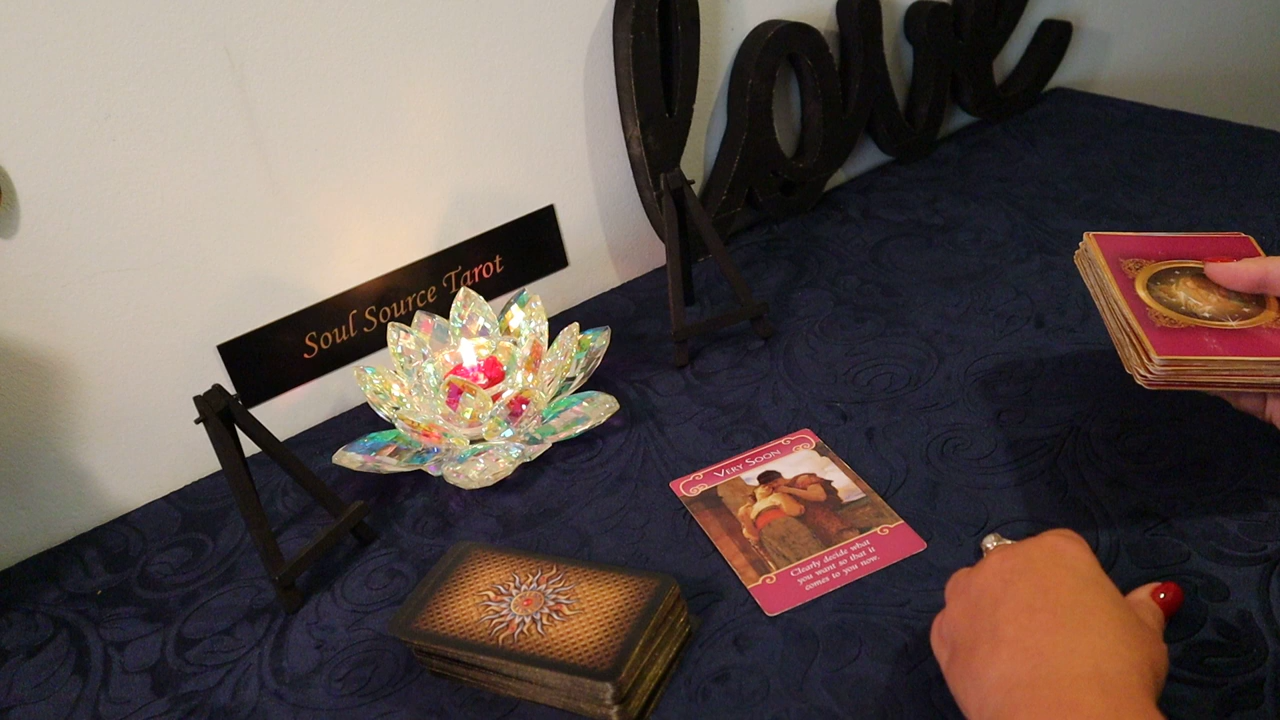 love
Soul Source Tarot
VERY SOON
Clearly decide what
you want so that it
comes to you now.